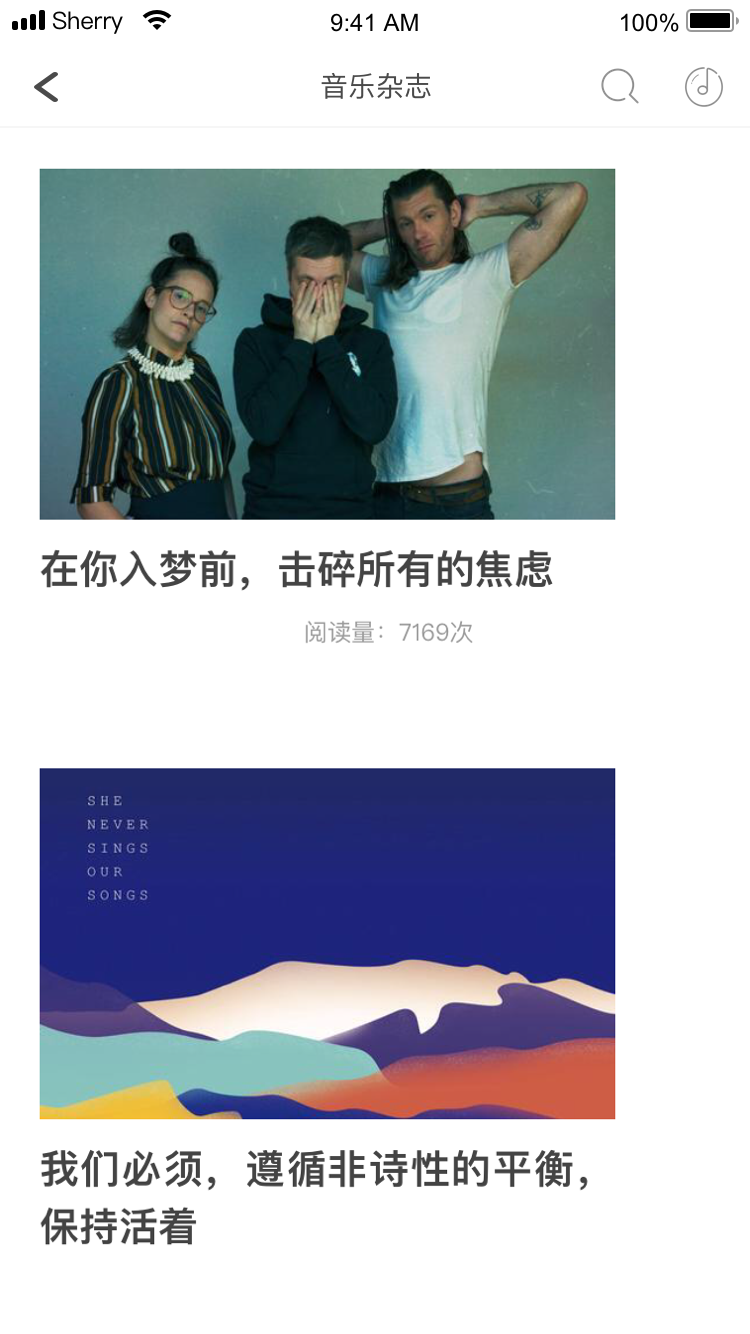 Sherry 9:41 AM 100%
音乐杂志
在你入梦前，击碎所有的焦虑
阅读量：7169次
SHE
NEVER
SINGS
OUR
SONGS
我们必须，遵循非诗性的平衡，
保持活着